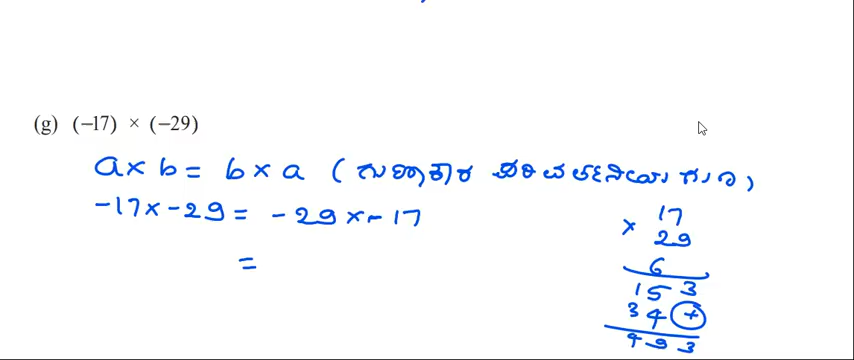 (g) (−17) × (−29)
a × b = b × a (ಗುಣಾಕಾರ ಪರಿವರ್ತನೀಯ ಗುಣ)
-17 × -29 = -29 × -17
=
17
× 29
6
153
34+
493